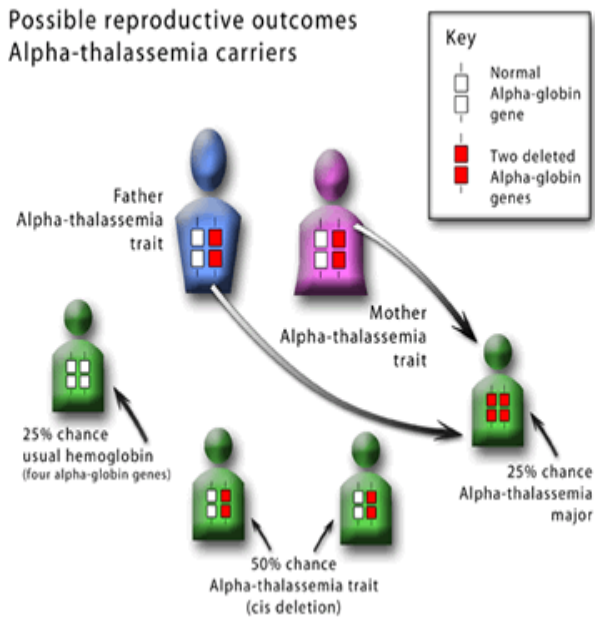 Possible reproductive outcomes
Alpha-thalassemia carriers
Key
Normal
Alpha-globin
gene
Two deleted
Alpha-globin
genes
Father
Alpha-thalassemia
trait
Mother
Alpha-thalassemia
trait
25% chance
usual hemoglobin
(four alpha-globin genes)
25% chance
Alpha-thalassemia
major
50% chance
Alpha-thalassemia trait
(cis deletion)